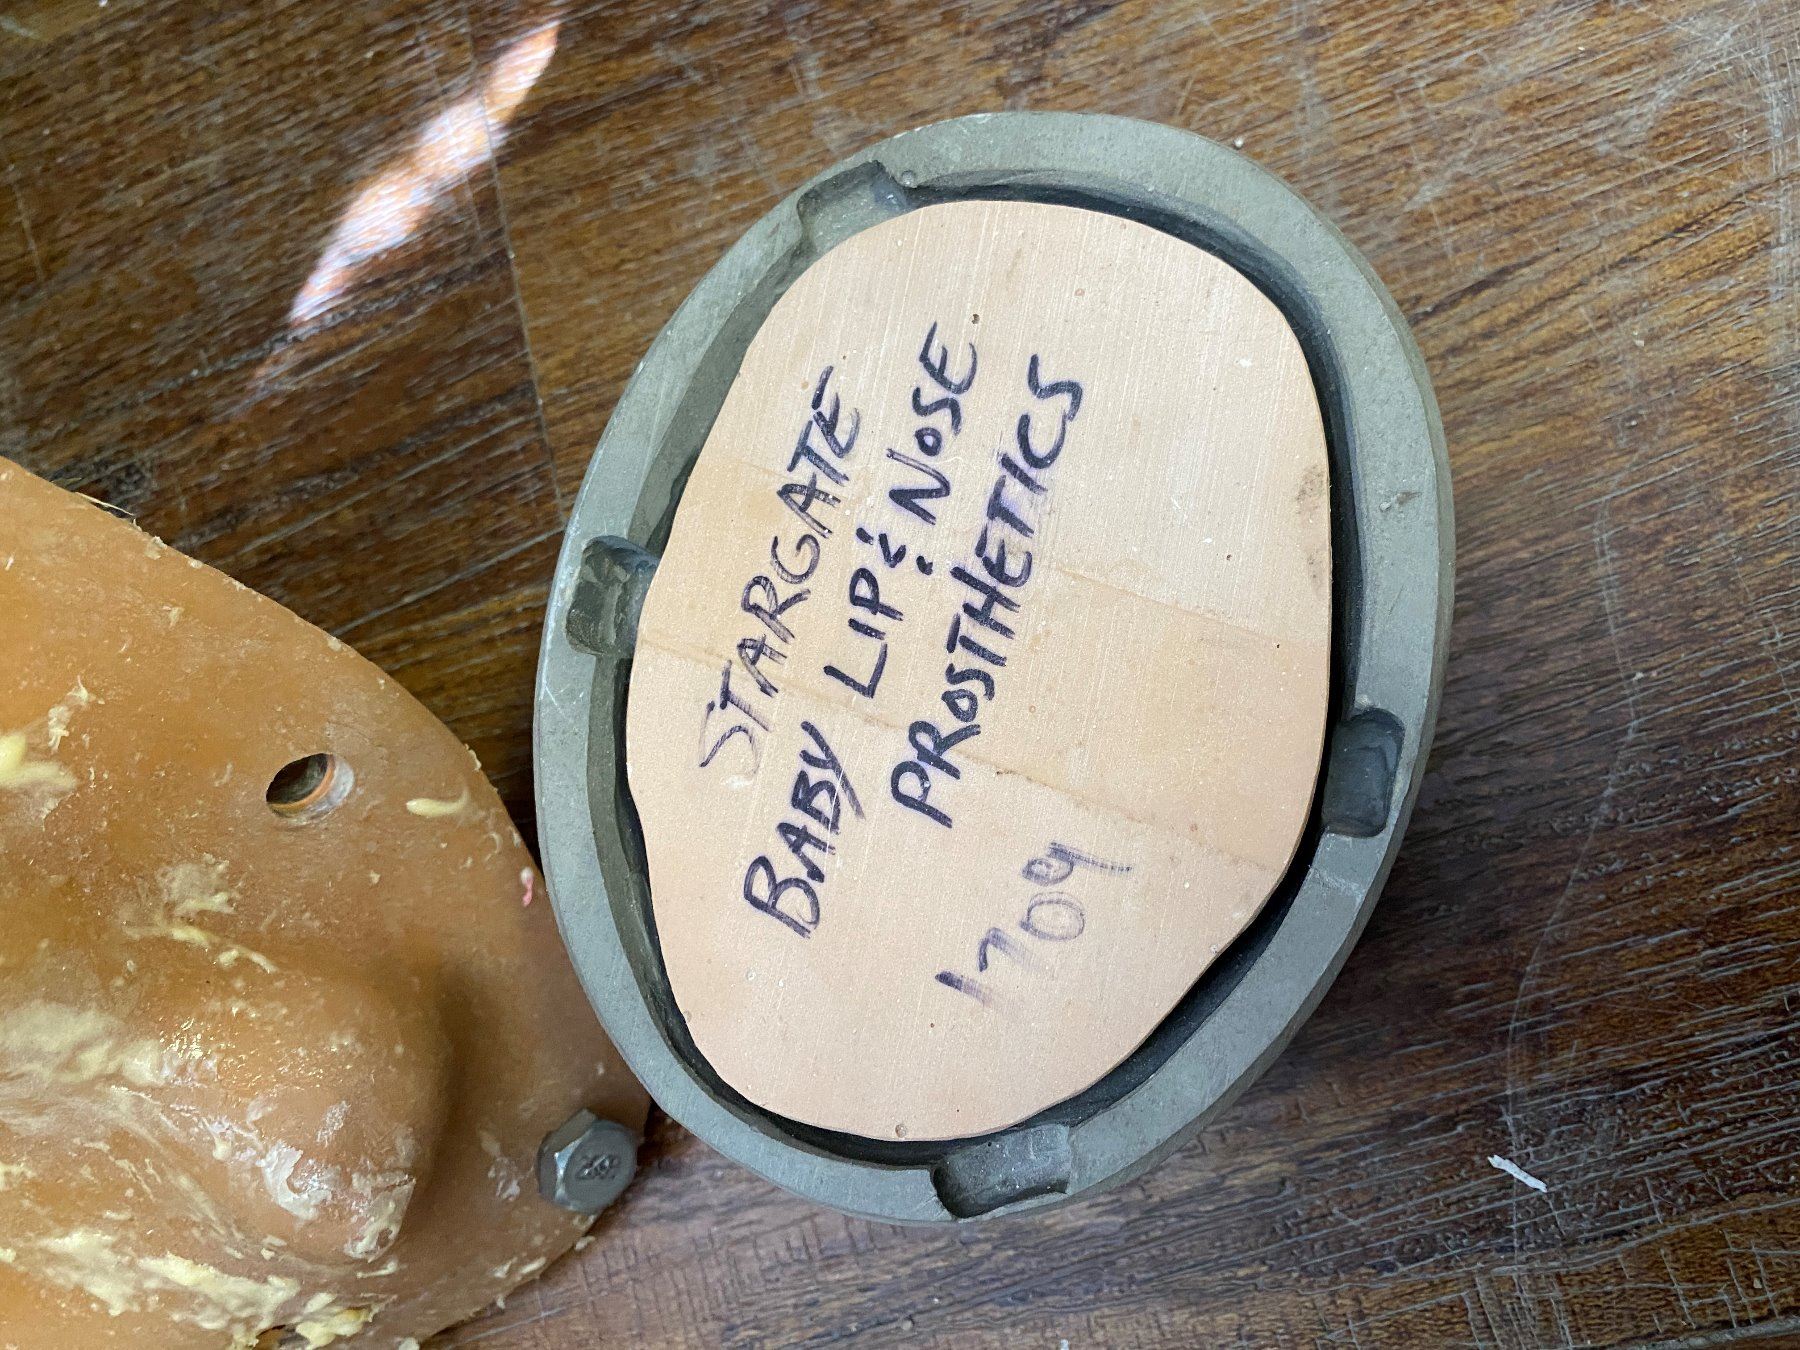 STARGATE
BABY LIP & NOSE
PROSTHETICS
1709